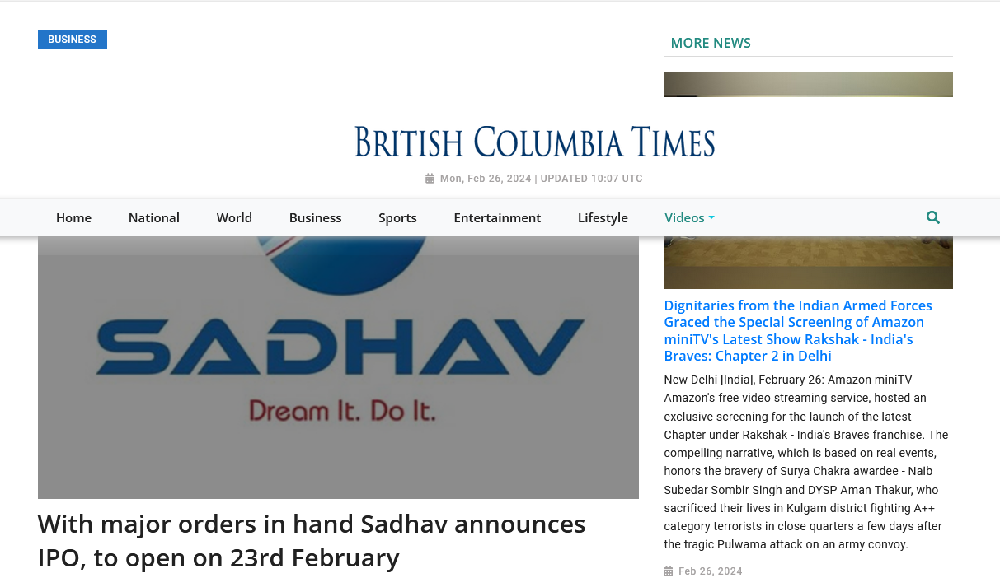 BUSINESS
MORE NEWS
BRITISH COLUMBIA TIMES
Mon, Feb 26, 2024 | UPDATED 10:07 UTC
Home National World Business Sports Entertainment Lifestyle Videos
SADHAV
Dream It. Do It.
With major orders in hand Sadhav announces
IPO, to open on 23rd February
Dignitaries from the Indian Armed Forces
Graced the Special Screening of Amazon
miniTV's Latest Show Rakshak - India's
Braves: Chapter 2 in Delhi
New Delhi [India], February 26: Amazon miniTV -
Amazon's free video streaming service, hosted an
exclusive screening for the launch of the latest
Chapter under Rakshak - India's Braves franchise. The
compelling narrative, which is based on real events,
honors the bravery of Surya Chakra awardee - Naib
Subedar Sombir Singh and DYSP Aman Thakur, who
sacrificed their lives in Kulgam district fighting A++
category terrorists in close quarters a few days after
the tragic Pulwama attack on an army convoy.
Feb 26, 2024